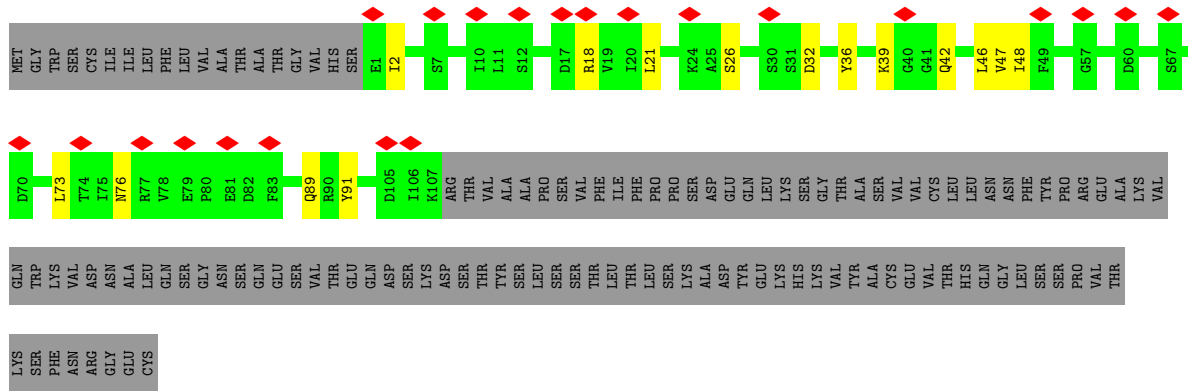 MET GLY TRP SER CYS ILE ILE LEU PHE LEU VAL ALA THR ALA THR GLY VAL HIS SER E1 I2 S7 I10 L11 S12 D17 R18 V19 I20 L21 K24 A25 S26 S30 S31 D32 Y36 K39 G40 G41 Q42 L46 V47 I48 F49 G57 D60 S67
D70 L73 T74 I75 N76 R77 V78 E79 P80 E81 D82 F83 Q89 R90 Y91 D105 I106 K107 ARG THR VAL ALA ALA PRO SER VAL PHE ILE PHE PRO PRO SER ASP GLU GLN LEU LYS SER GLY THR ALA SER VAL VAL CYS LEU LEU ASN ASN PHE TYR PRO ARG GLU ALA LYS VAL
GLN TRP LYS VAL ASP ASN ALA LEU GLN SER GLY ASN SER GLN GLU SER VAL THR GLU GLN ASP SER LYS ASP SER THR TYR SER LEU SER SER THR LEU THR LEU SER LYS ALA ASP TYR GLU LYS HIS LYS VAL TYR ALA CYS GLU VAL THR HIS GLN GLY LEU SER SER PRO VAL THR
LYS SER PHE ASN ARG GLY GLU CYS